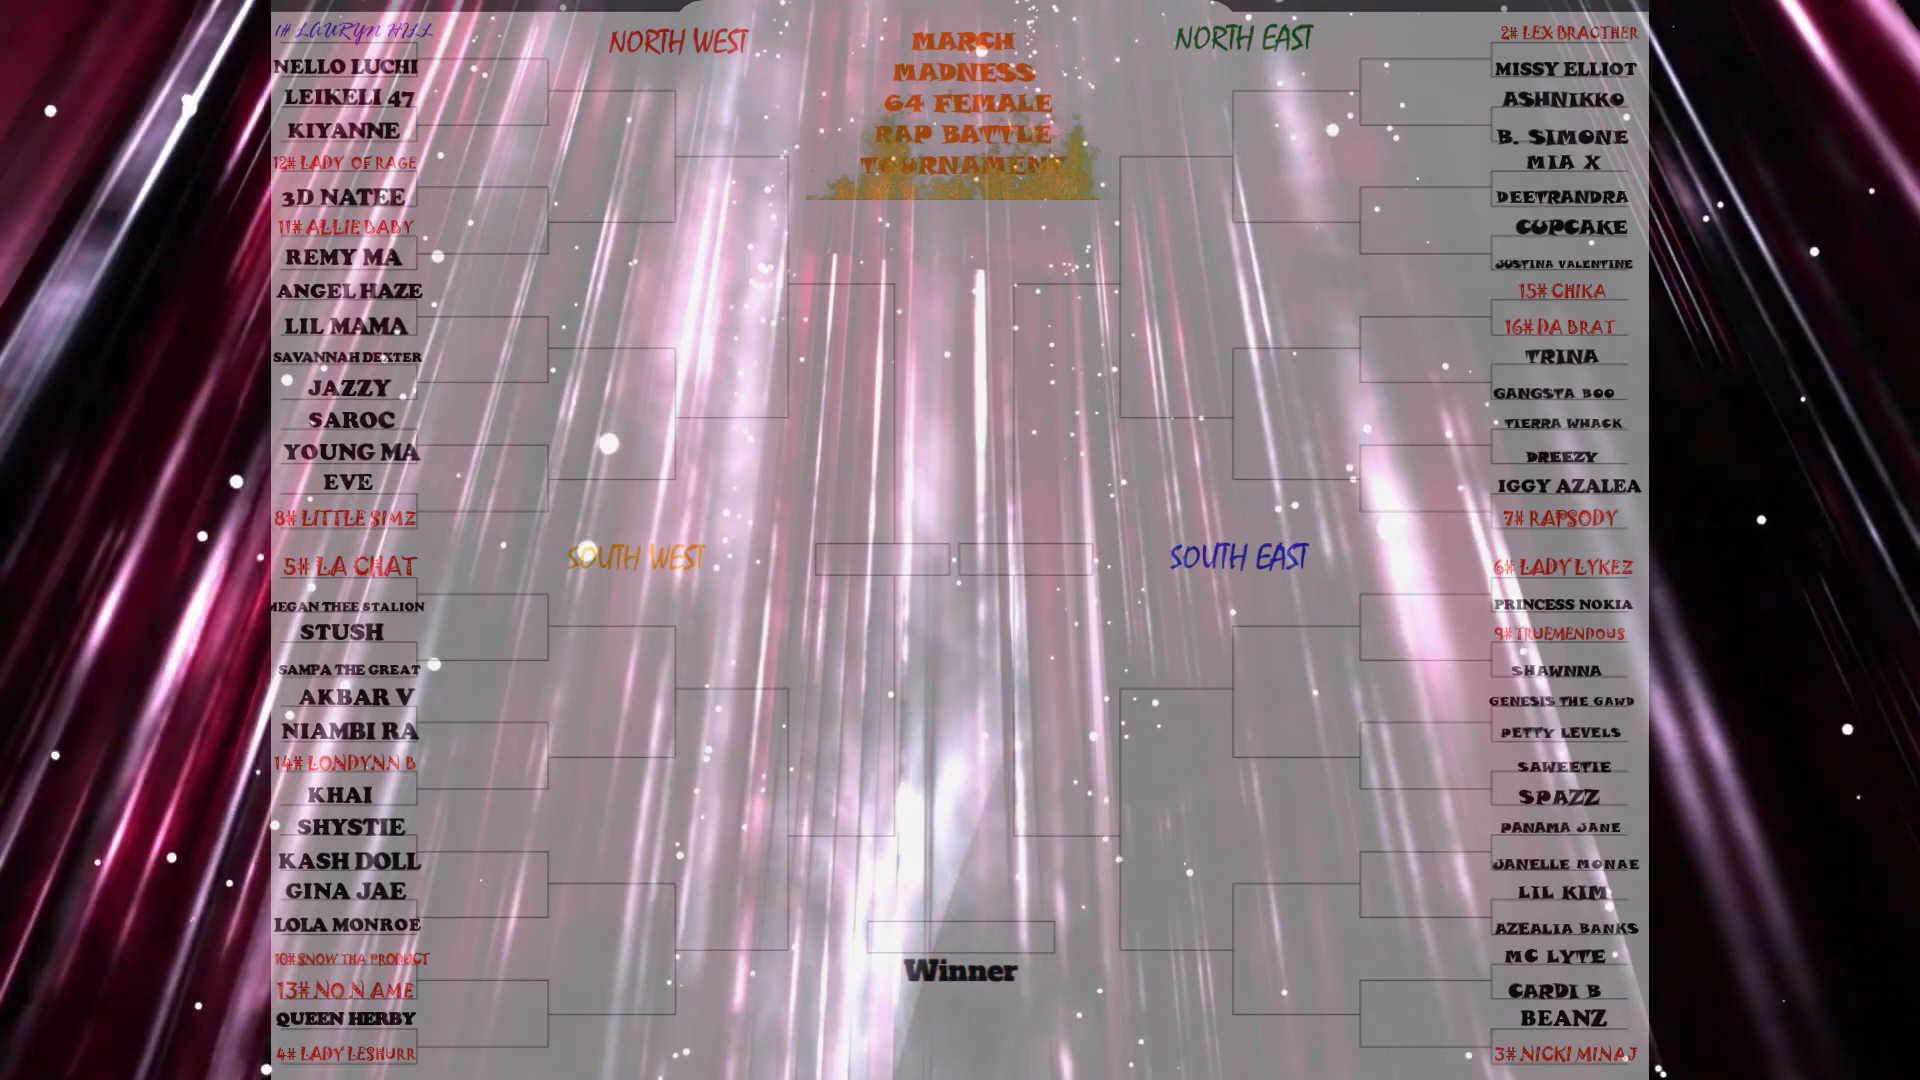 1# LAURYN HILL
NELLO LUCHI
LEIKELI 47
KIYANNE
12# LADY OF RAGE
3D NATEE
11# ALLIE BABY
REMY MA
ANGEL HAZE
LIL MAMA
SAVANNAH DEXTER
JAZZY
SAROC
YOUNG MA
EVE
8# LITTLE SIMZ
NORTH WEST
MARCH
MADNESS
64 FEMALE
RAP BATTLE
TOURNAMENT
NORTH EAST
2# LEX BRACTHER
MISSY ELLIOT
ASHNIKKO
B. SIMONE
MIA X
DEETRANDRA
CUPCAKE
JUSTINA VALENTINE
15# CHIKA
16# DA BRAT
TRINA
GANGSTA BOO
TIERRA WHACK
DREEZY
IGGY AZALEA
7# RAPSODY
SOUTH WEST
5# LA CHAT
MEGAN THEE STALION
STUSH
SAMPA THE GREAT
AKBAR V
NIAMBI RA
14# LONDYNN B
KHAI
SHYSTIE
KASH DOLL
GINA JAE
LOLA MONROE
10# SNOW THA PRODUCT
13# NO N AME
QUEEN HERBY
4# LADY LESHURR
SOUTH EAST
6# LADY LYKEZ
PRINCESS NOKIA
9# TRUEMENDOUS
SHAWNNA
GENESIS THE GAWD
PETTY LEVELS
SAWEETIE
SPAZZ
PANAMA JANE
JANELLE MONAE
LIL KIM
AZEALIA BANKS
MC LYTE
CARDI B
BEANZ
3# NICKI MINAJ
Winner